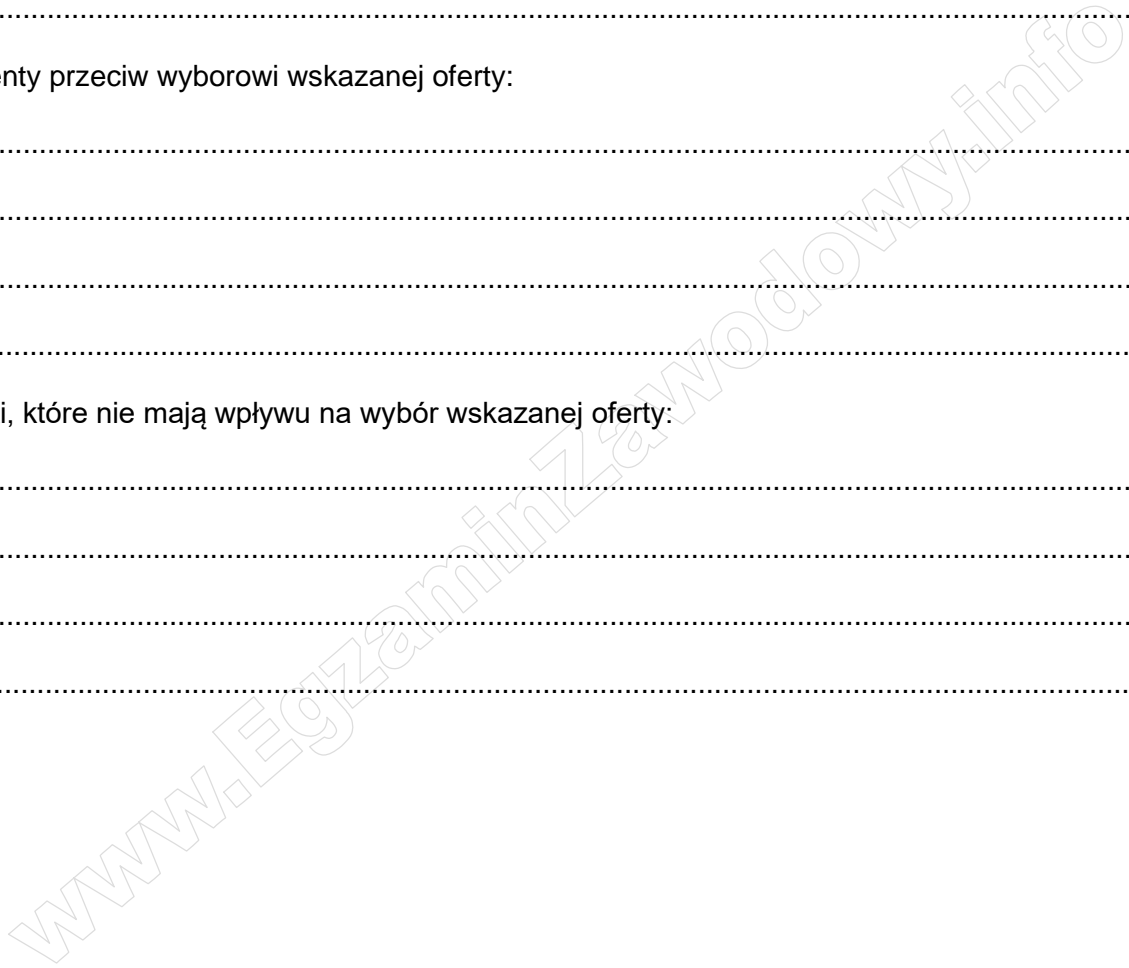 enty przeciw wyborowi wskazanej oferty:
i, które nie mają wpływu na wybór wskazanej oferty:
www.EgzaminZawodowy.info